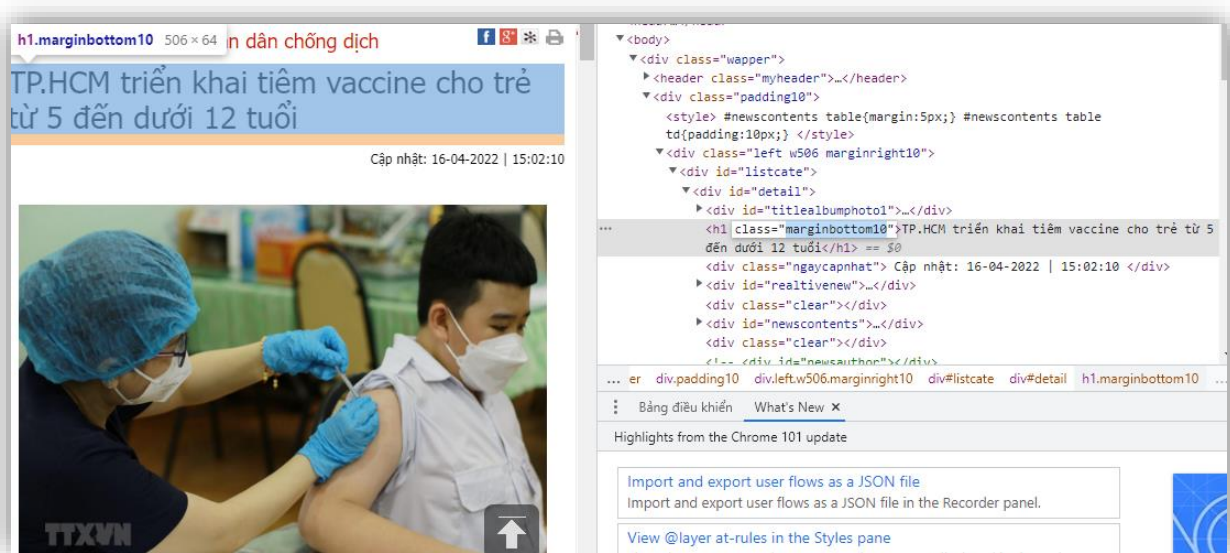 h1.marginbottom10 506 × 64 dân chống dịch
TP.HCM triển khai tiêm vaccine cho trẻ
từ 5 đến dưới 12 tuổi
Cập nhật: 16-04-2022 | 15:02:10
TTXVN
<body>
<div class="wapper">
<header class="myheader">…</header>
<div class="padding10">
<style> #newscontents table{margin:5px;} #newscontents table
td{padding:10px;} </style>
<div class="left w506 marginright10">
<div id="listcate">
<div id="detail">
<div id="titlealbumphoto1">…</div>
<h1 class="marginbottom10">TP.HCM triển khai tiêm vaccine cho trẻ từ 5
đến dưới 12 tuổi</h1> == $0
<div class="ngaycapnhat"> Cập nhật: 16-04-2022 | 15:02:10 </div>
<div id="realtivenew">…</div>
<div class="clear"></div>
<div id="newscontents">…</div>
<div class="clear"></div>
<!-- <div id="newsauthor"></div>
... er div.padding10 div.left.w506.marginright10 div#listcate div#detail h1.marginbottom10 ...
Bảng điều khiển What's New ×
Highlights from the Chrome 101 update
Import and export user flows as a JSON file
Import and export user flows as a JSON file in the Recorder panel.
View @layer at-rules in the Styles pane